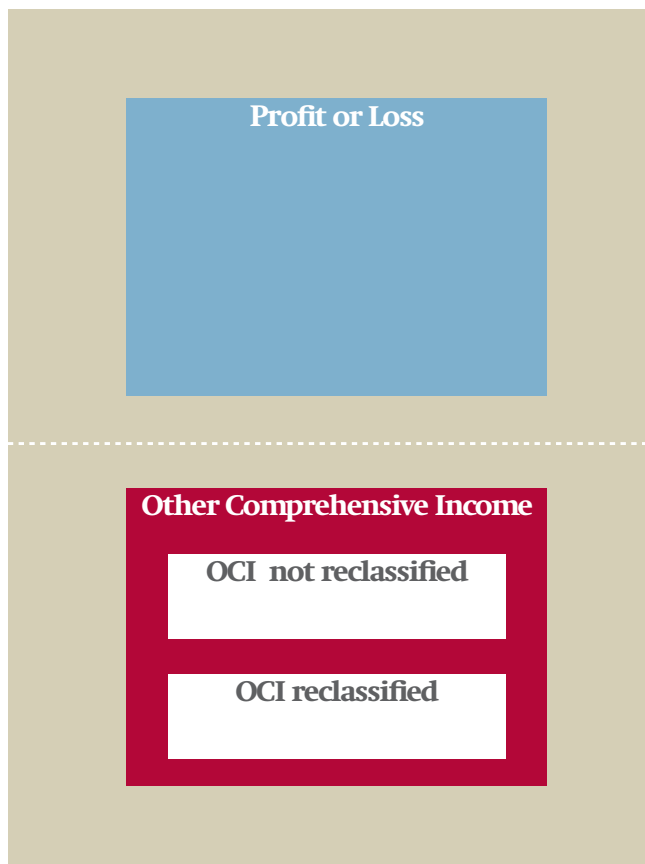 Profit or Loss
Other Comprehensive Income
OCI not reclassified
OCI reclassified